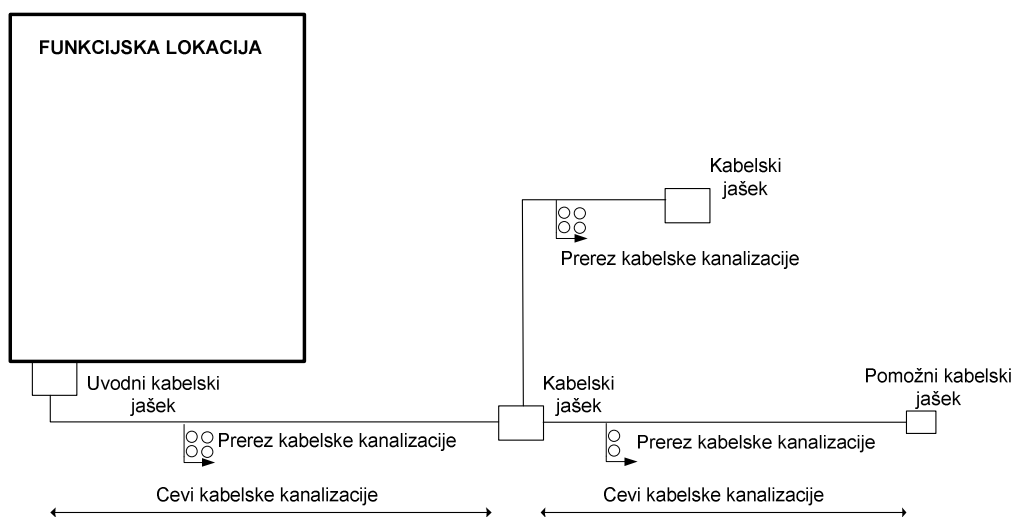 FUNKCIJSKA LOKACIJA
Kabelski
jašek
Prerez kabelske kanalizacije
Uvodni kabelski
jašek
Kabelski
jašek
Pomožni kabelski
jašek
Prerez kabelske kanalizacije
Prerez kabelske kanalizacije
Cevi kabelske kanalizacije
Cevi kabelske kanalizacije